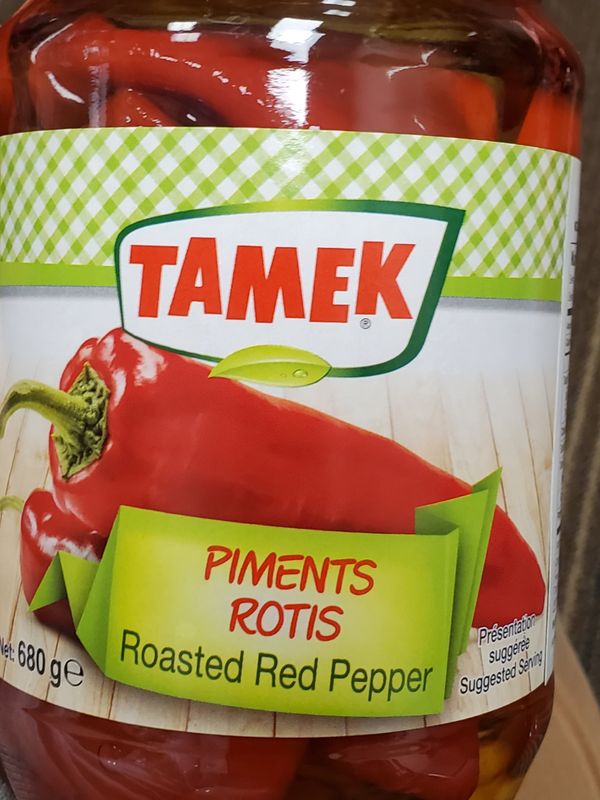 TAMEK
®
PIMENTS
ROTIS
Roasted Red Pepper
Net: 680 g e
Présentation
suggérée
Suggested Serving